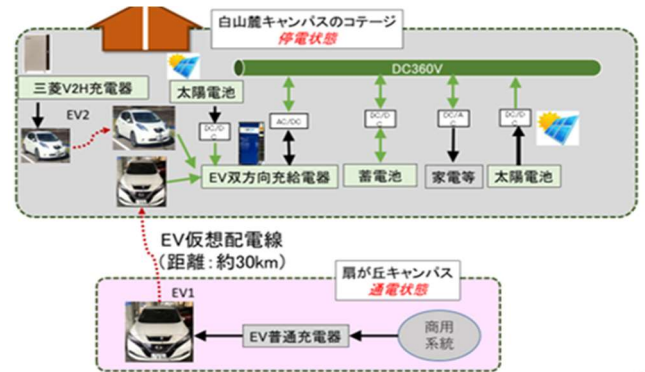 白山麓キャンパスのコテージ
停電状態
三菱V2H充電器
太陽電池
DC360V
EV2
DC/D
C
AC/DC
DC/D
C
DC/A
C
DC/D
C
EV双方向充給電器
蓄電池
家電等
太陽電池
EV仮想配電線
(距離:約30km)
扇が丘キャンパス
通電状態
EV1
EV普通充電器
商用
系統